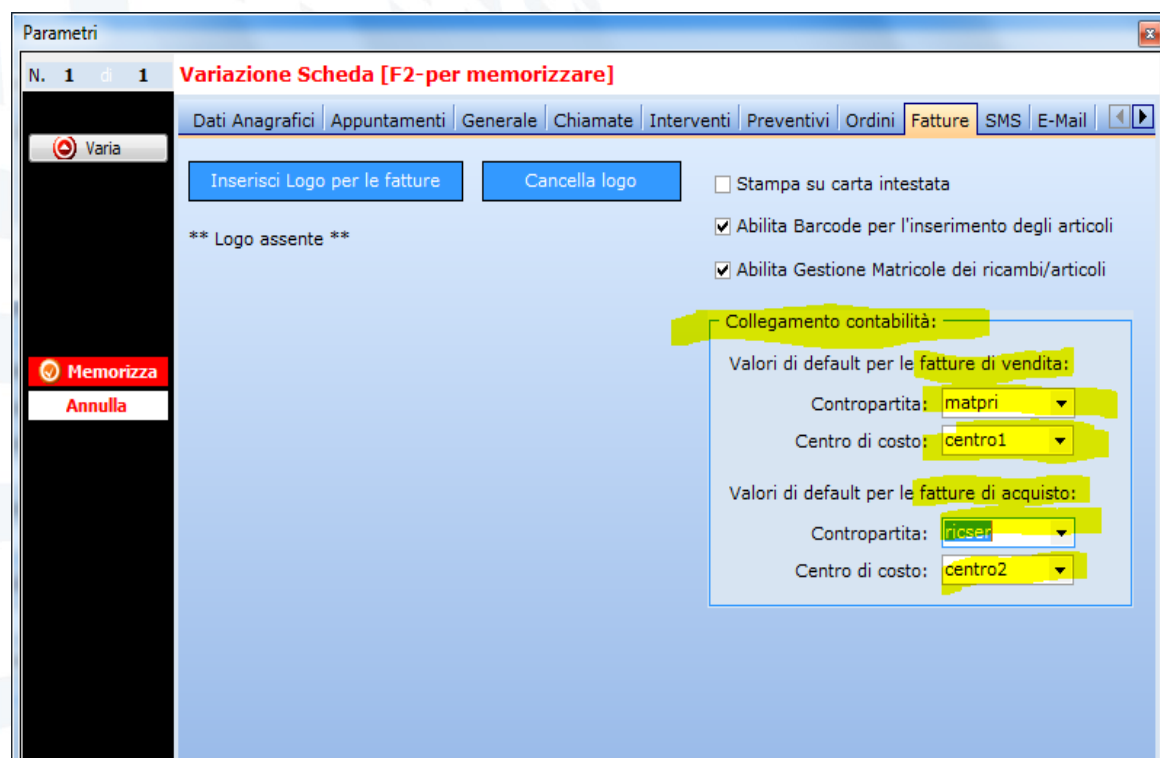 Parametri
N. 1 di 1 Variazione Scheda [F2-per memorizzare]
Dati Anagrafici Appuntamenti Generale Chiamate Interventi Preventivi Ordini Fatture SMS E-Mail
Varia
Inserisci Logo per le fatture Cancella logo
Stampa su carta intestata
** Logo assente **
Abilita Barcode per l'inserimento degli articoli
Abilita Gestione Matricole dei ricambi/articoli
Collegamento contabilità:
Valori di default per le fatture di vendita:
Memorizza
Annulla
Contropartita: matpri
Centro di costo: centro1
Valori di default per le fatture di acquisto:
Contropartita: ricser
Centro di costo: centro2